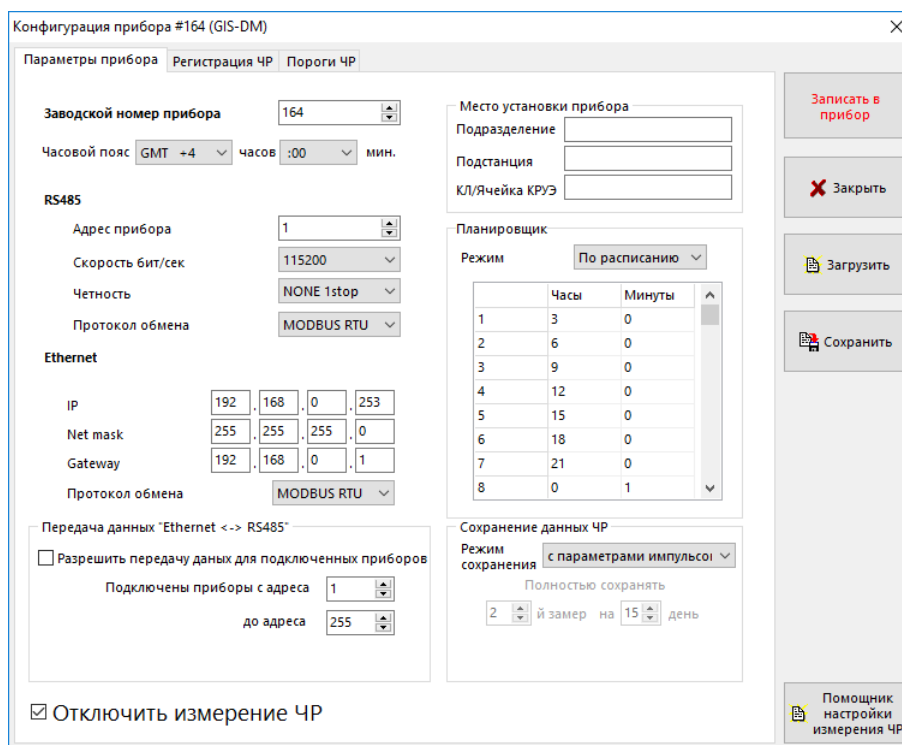 Конфигурация прибора #164 (GIS-DM)
Параметры прибора Регистрация ЧР Пороги ЧР
Заводской номер прибора 164
Часовой пояс GMT +4 часов :00 мин.
RS485
Адрес прибора 1
Скорость бит/сек 115200
Четность NONE 1stop
Протокол обмена MODBUS RTU
Ethernet
IP 192 . 168 . 0 . 253
Net mask 255 . 255 . 255 . 0
Gateway 192 . 168 . 0 . 1
Протокол обмена MODBUS RTU
Передача данных "Ethernet <-> RS485"
Разрешить передачу даных для подключенных приборов
Подключены приборы с адреса 1
до адреса 255
Отключить измерение ЧР
Место установки прибора
Подразделение
Подстанция
КЛ/Ячейка КРУЭ
Планировщик
Режим По расписанию
Часы Минуты
1 3 0
2 6 0
3 9 0
4 12 0
5 15 0
6 18 0
7 21 0
8 0 1
Сохранение данных ЧР
Режим
сохранения с параметрами импульсо
Полностью сохранять
2 й замер на 15 день
Записать в
прибор
Закрыть
Загрузить
Сохранить
Помощник
настройки
измерения ЧР